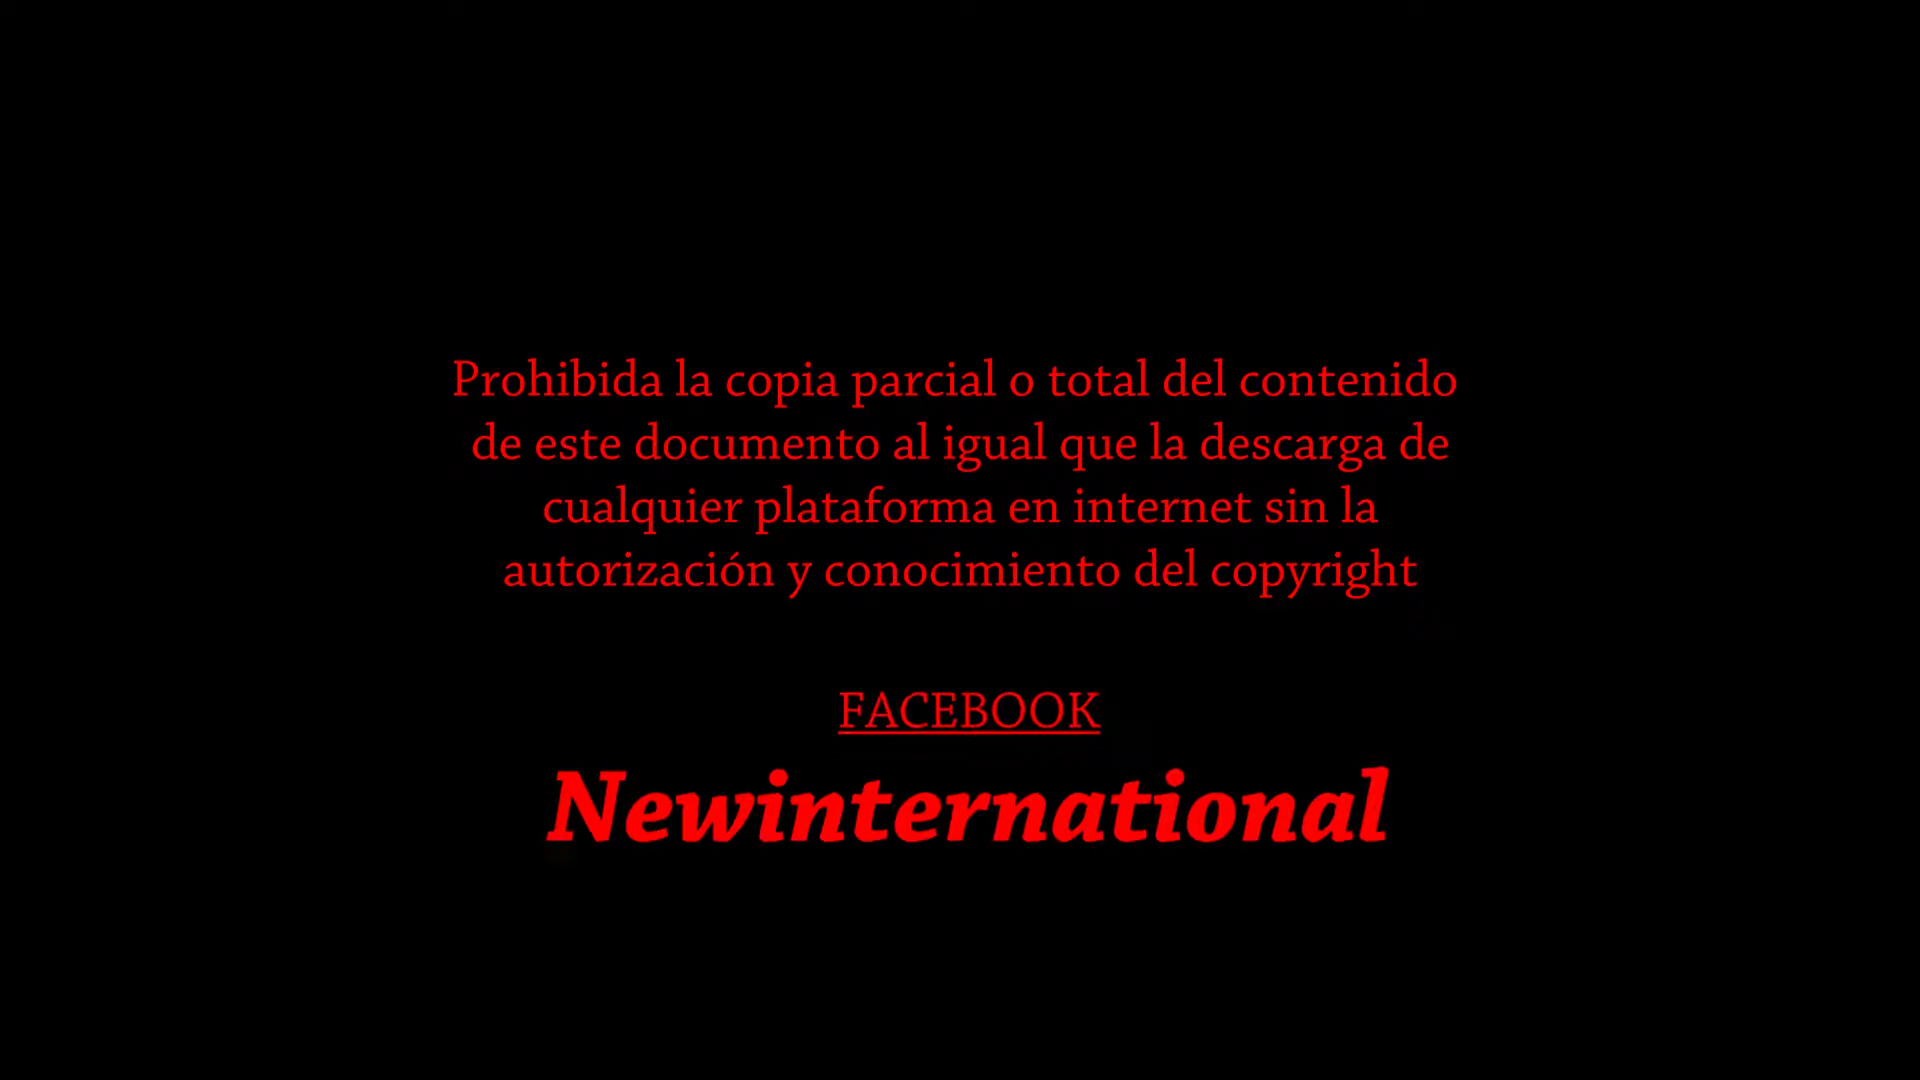 Prohibida la copia parcial o total del contenido
de este documento al igual que la descarga de
cualquier plataforma en internet sin la
autorización y conocimiento del copyright
FACEBOOK
Newinternational